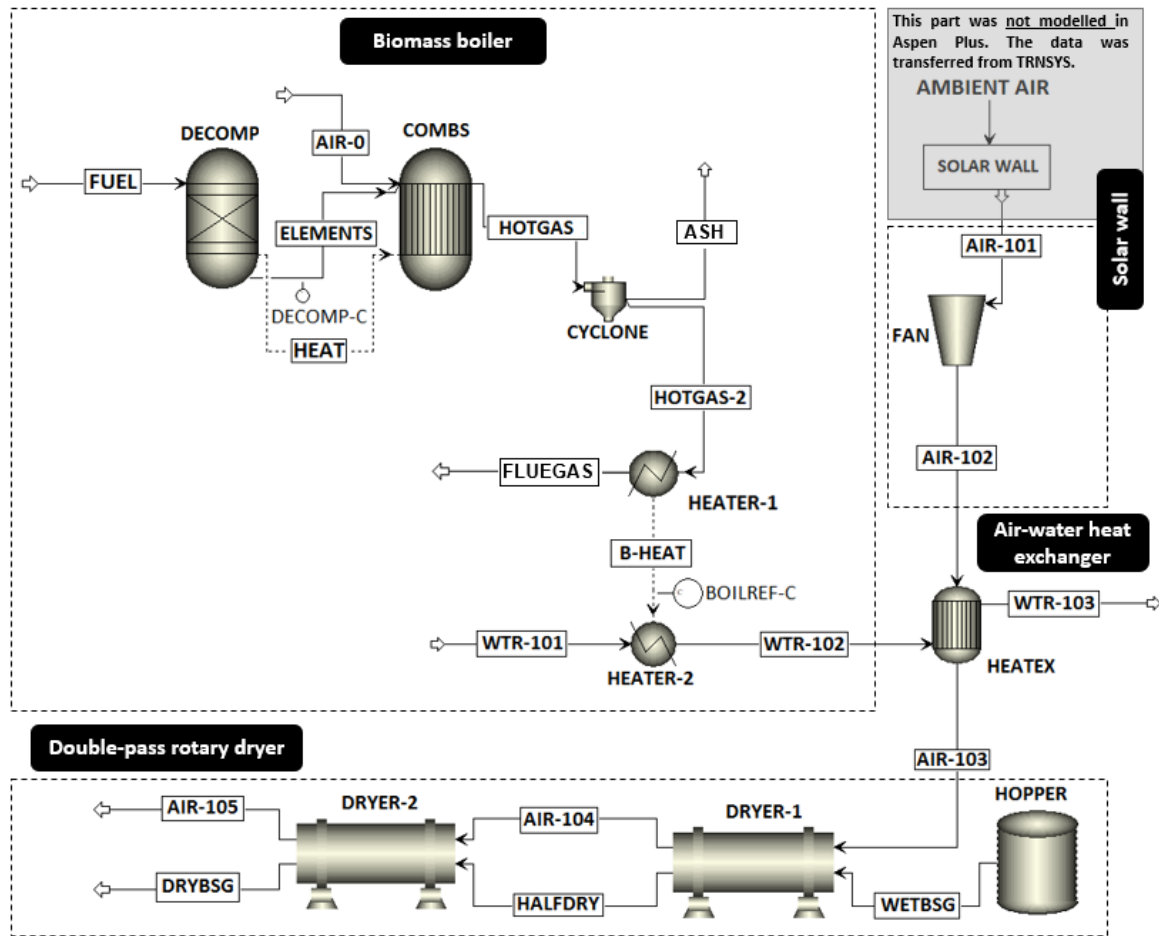 Biomass boiler
This part was not modelled in
Aspen Plus. The data was
transferred from TRNSYS.
AMBIENT AIR
SOLAR WALL
Solar wall
DECOMP
COMBS
AIR-0
FUEL
ELEMENTS
HOTGAS
ASH
AIR-101
DECOMP-C
HEAT
CYCLONE
FAN
HOTGAS-2
AIR-102
FLUEGAS
HEATER-1
Air-water heat
exchanger
B-HEAT
BOILREF-C
WTR-103
WTR-101
WTR-102
HEATER-2
HEATEX
Double-pass rotary dryer
AIR-103
HOPPER
AIR-105
DRYER-2
AIR-104
DRYER-1
DRYBSG
HALFDRY
WETBSG